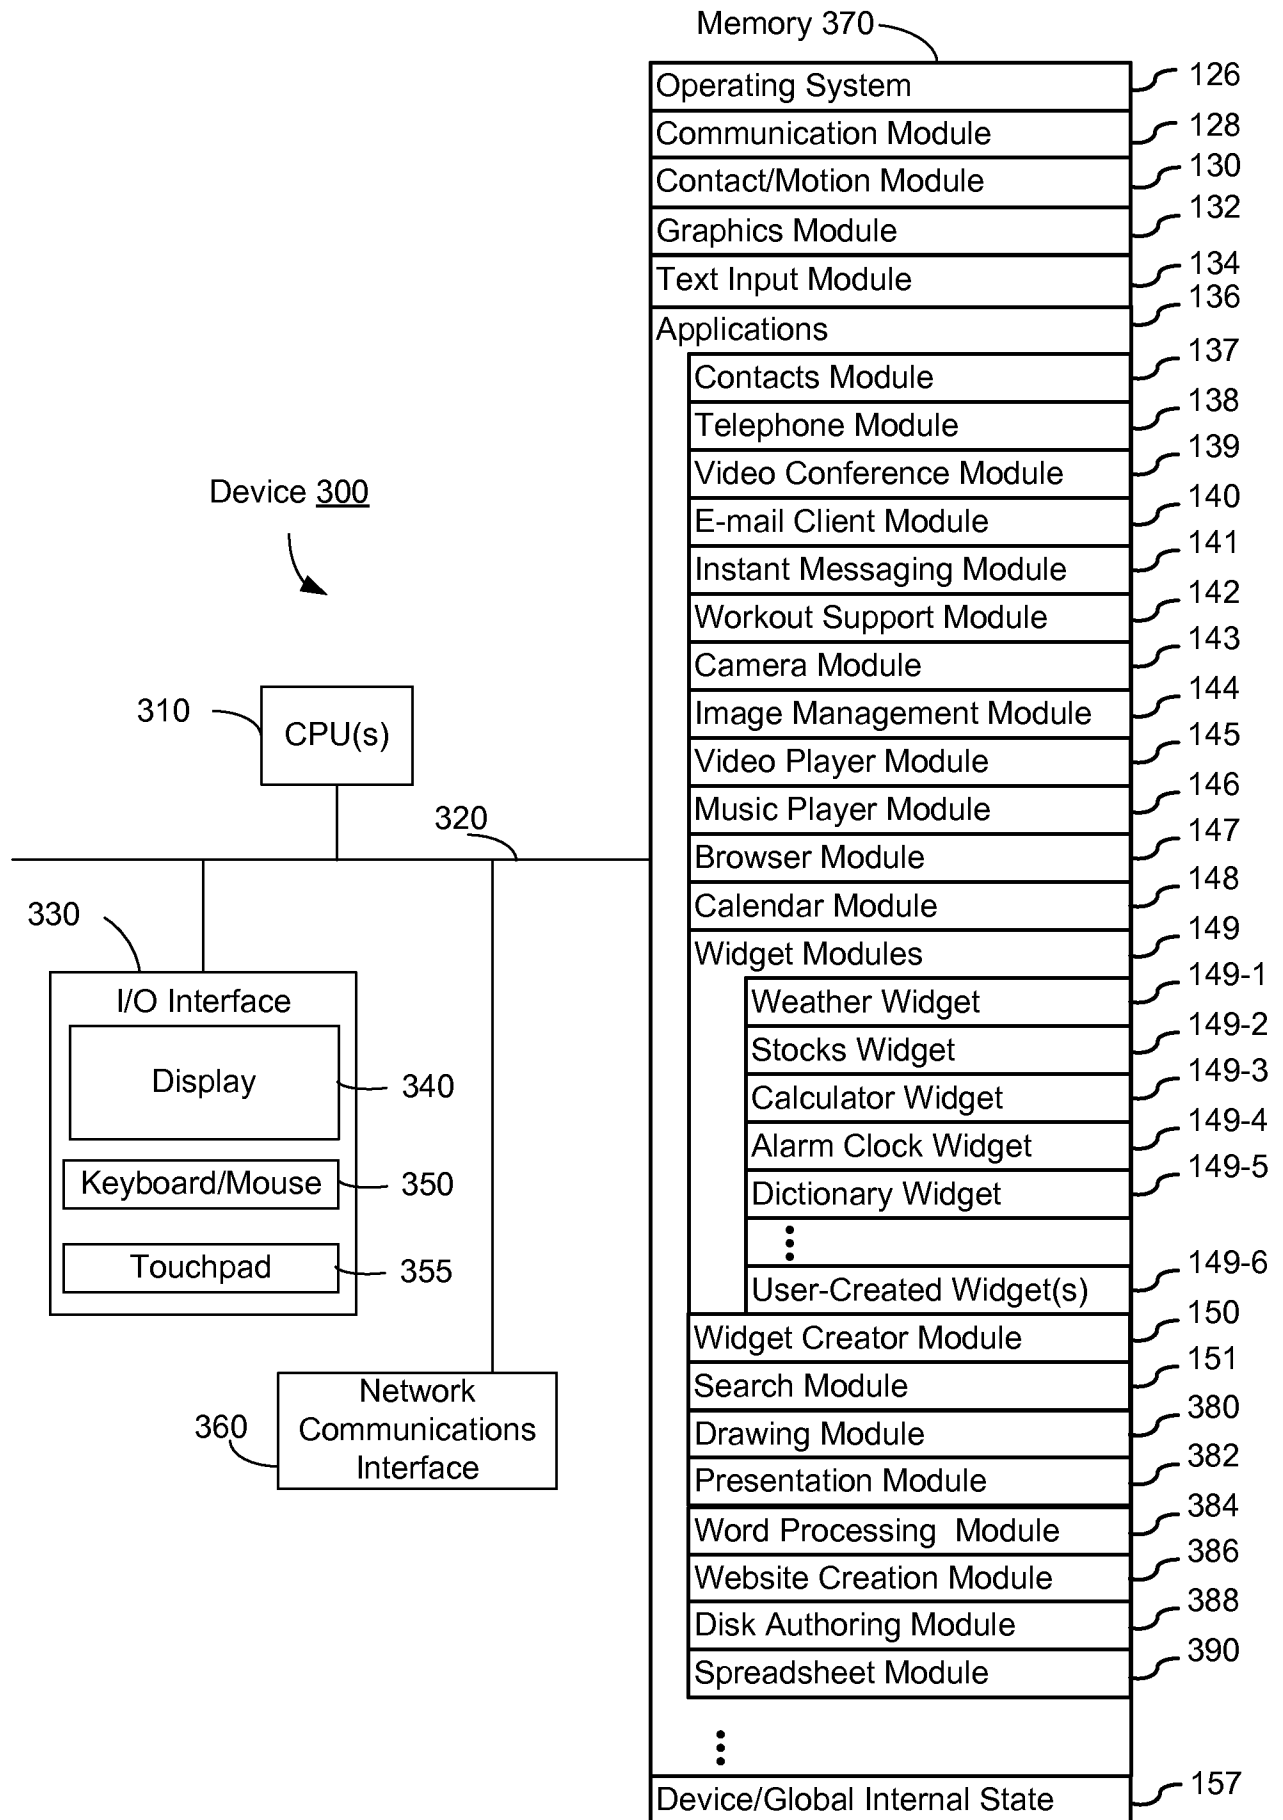 Memory 370
Operating System 126
Communication Module 128
Contact/Motion Module 130
Graphics Module 132
Text Input Module 134
Applications 136
Contacts Module 137
Telephone Module 138
Video Conference Module 139
E-mail Client Module 140
Instant Messaging Module 141
Workout Support Module 142
Camera Module 143
Image Management Module 144
Video Player Module 145
Music Player Module 146
Browser Module 147
Calendar Module 148
Widget Modules 149
Weather Widget 149-1
Stocks Widget 149-2
Calculator Widget 149-3
Alarm Clock Widget 149-4
Dictionary Widget 149-5
User-Created Widget(s) 149-6
Widget Creator Module 150
Search Module 151
Drawing Module 380
Presentation Module 382
Word Processing Module 384
Website Creation Module 386
Disk Authoring Module 388
Spreadsheet Module 390
Device/Global Internal State 157
Device 300
310
CPU(s)
320
330
I/O Interface
Display 340
Keyboard/Mouse 350
Touchpad 355
360
Network
Communications
Interface